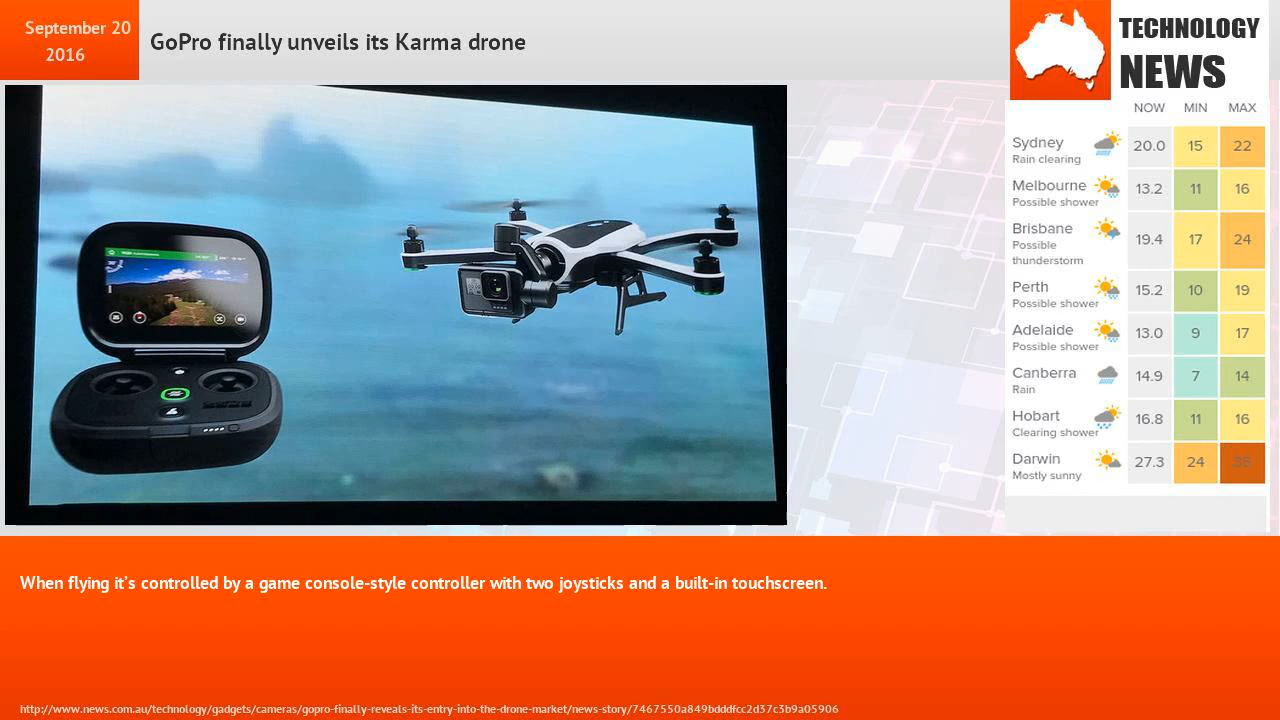 September 20
2016
GoPro finally unveils its Karma drone
TECHNOLOGY
NEWS
NOW MIN MAX
Sydney 20.0 15 22
Rain clearing
Melbourne 13.2 11 16
Possible shower
Brisbane 19.4 17 24
Possible
thunderstorm
Perth 15.2 10 19
Possible shower
Adelaide 13.0 9 17
Possible shower
Canberra 14.9 7 14
Rain
Hobart 16.8 11 16
Clearing shower
Darwin 27.3 24
Mostly sunny
When flying it's controlled by a game console-style controller with two joysticks and a built-in touchscreen.
http://www.news.com.au/technology/gadgets/cameras/gopro-finally-reveals-its-entry-into-the-drone-market/news-story/7467550a849bdddfcc2d37c3b9a05906